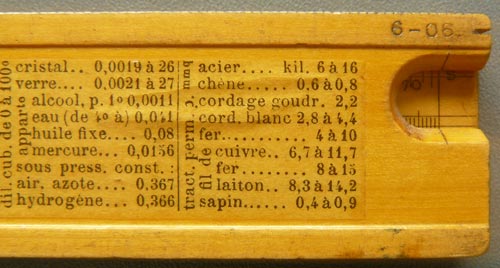 6-06
cristal.. 0,0019 à 26
verre.... 0,0021 à 27
alcool, p. 1º 0,0011
eau (de 4º à) 0,041
huile fixe.... 0,08
mercure... 0,0156
sous press. const. :
air. azote... 0,367
hydrogène... 0,366
dil. cub. de 0 à 100º
apparte
acier.... kil. 6 à 16
chêne..... 0,6 à 0,8
cordage goudr. 2,2
cord. blanc 2,8 à 4,4
fer........... 4 à 10
cuivre.. 6,7 à 11,7
fer....... 8 à 15
laiton.. 8,3 à 14,2
sapin...... 0,4 à 0,9
tract. perm. p. mmq
fil de